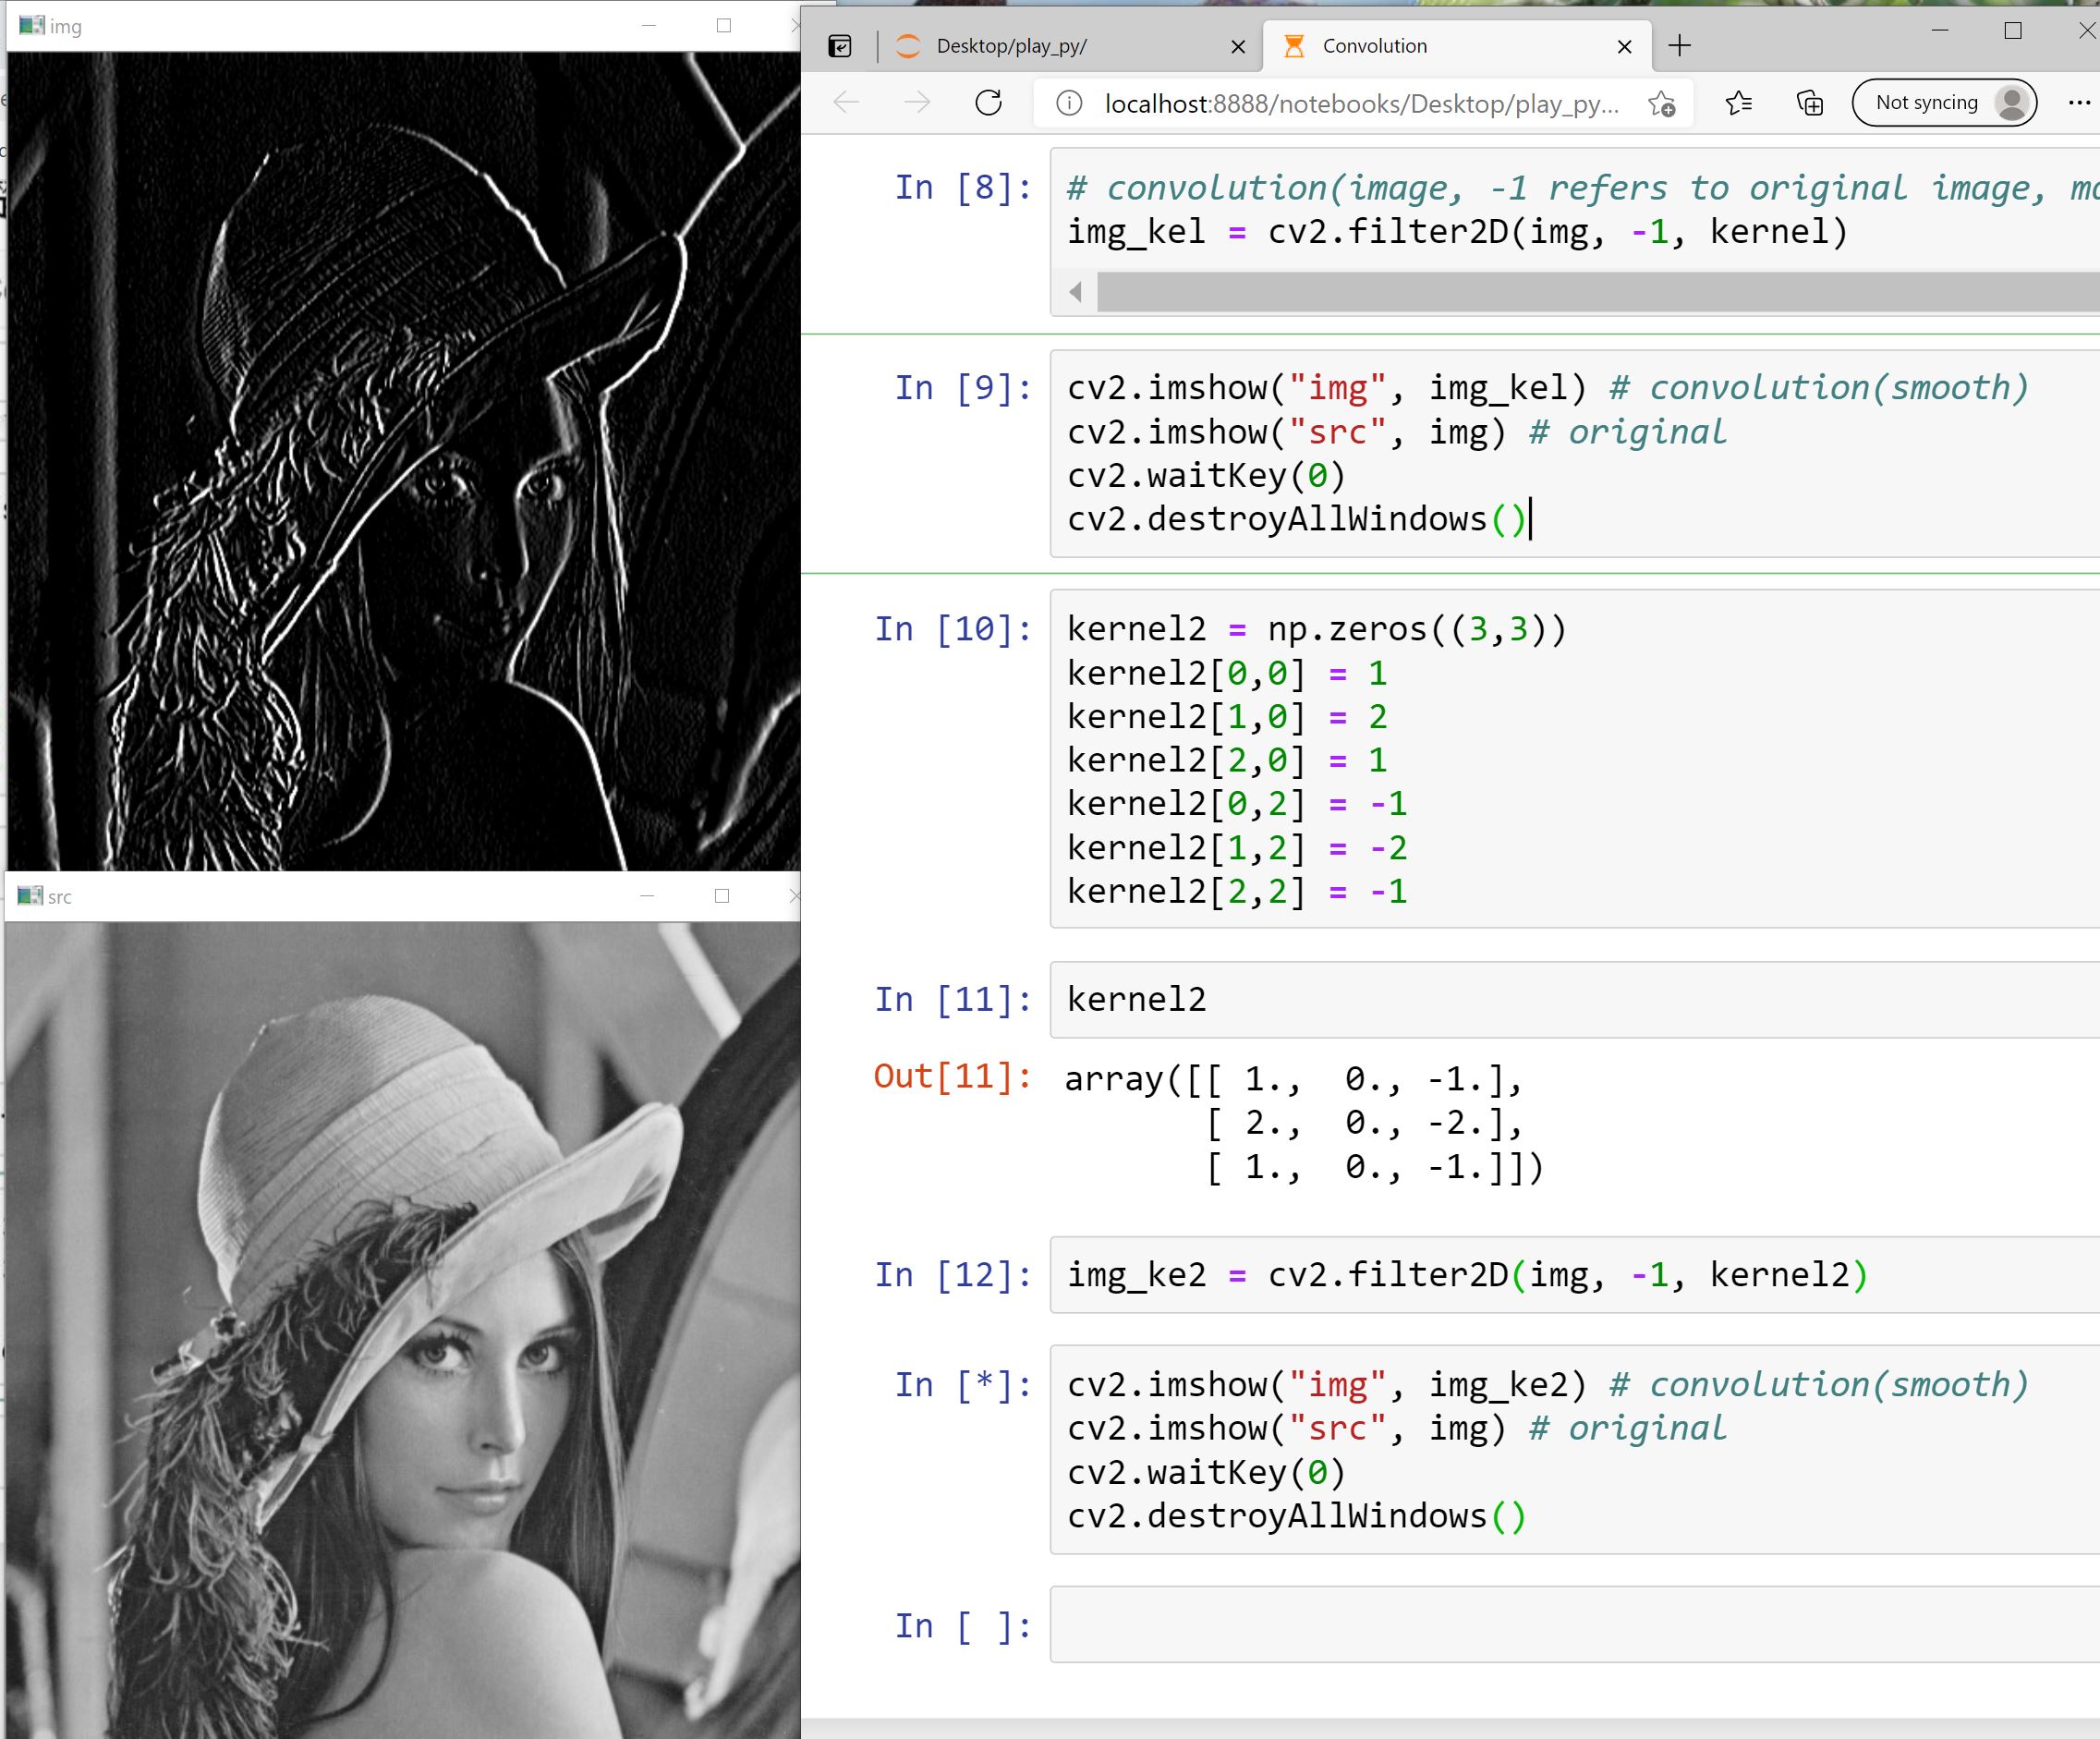 img
Desktop/play_py/
Convolution
localhost:8888/notebooks/Desktop/play_py...
Not syncing
In [8]:
# convolution(image, -1 refers to original image,
img_kel = cv2.filter2D(img, -1, kernel)
In [9]:
cv2.imshow("img", img_kel) # convolution(smooth)
cv2.imshow("src", img) # original
cv2.waitKey(0)
cv2.destroyAllWindows()
In [10]:
kernel2 = np.zeros((3,3))
kernel2[0,0] = 1
kernel2[1,0] = 2
kernel2[2,0] = 1
kernel2[0,2] = -1
kernel2[1,2] = -2
kernel2[2,2] = -1
src
In [11]:
kernel2
Out[11]:
array([[ 1., 0., -1.],
[ 2., 0., -2.],
[ 1., 0., -1.]])
In [12]:
img_ke2 = cv2.filter2D(img, -1, kernel2)
In [*]:
cv2.imshow("img", img_ke2) # convolution(smooth)
cv2.imshow("src", img) # original
cv2.waitKey(0)
cv2.destroyAllWindows()
In [ ]: